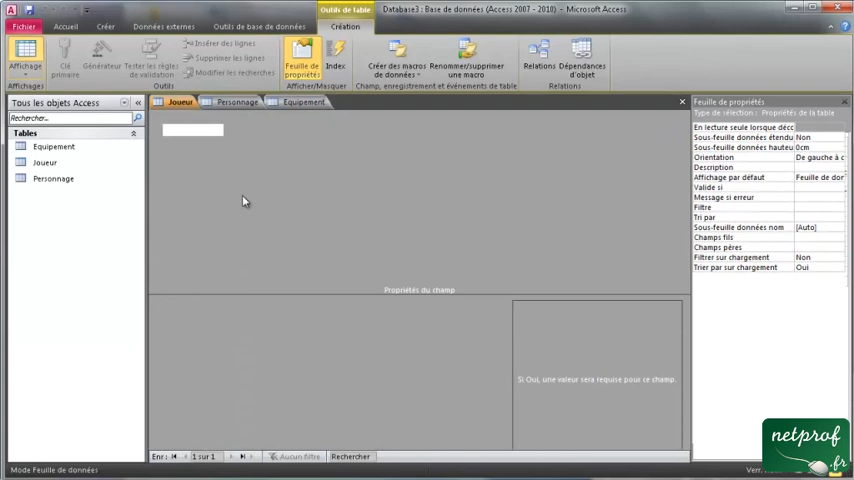 Outils de table
Database3 : Base de données (Access 2007 - 2010) - Microsoft Access
Fichier
Accueil
Créer
Données externes
Outils de base de données
Création
Affichage
Affichages
Clé primaire
Générateur
Tester les règles de validation
Insérer des lignes
Supprimer les lignes
Modifier les recherches
Outils
Feuille de propriétés
Index
Afficher/Masquer
Créer des macros de données
Renommer/supprimer une macro
Champ, enregistrement et événements de table
Relations
Dépendances d'objet
Relations
Tous les objets Access
Rechercher...
Tables
Equipement
Joueur
Personnage
Joueur
Personnage
Equipement
Propriétés du champ
Si Oui, une valeur sera requise pour ce champ.
Enr :
1 sur 1
Aucun filtre
Rechercher
Feuille de propriétés
Type de sélection : Propriétés de la table
En lecture seule lorsque décc
Sous-feuille données étendu Non
Sous-feuille données hauteu 0cm
Orientation De gauche à c
Description
Affichage par défaut Feuille de dor
Valide si
Message si erreur
Filtre
Tri par
Sous-feuille données nom [Auto]
Champs fils
Champs pères
Filtrer sur chargement Non
Trier par sur chargement Oui
Mode Feuille de données
Verr.
netprof
.fr